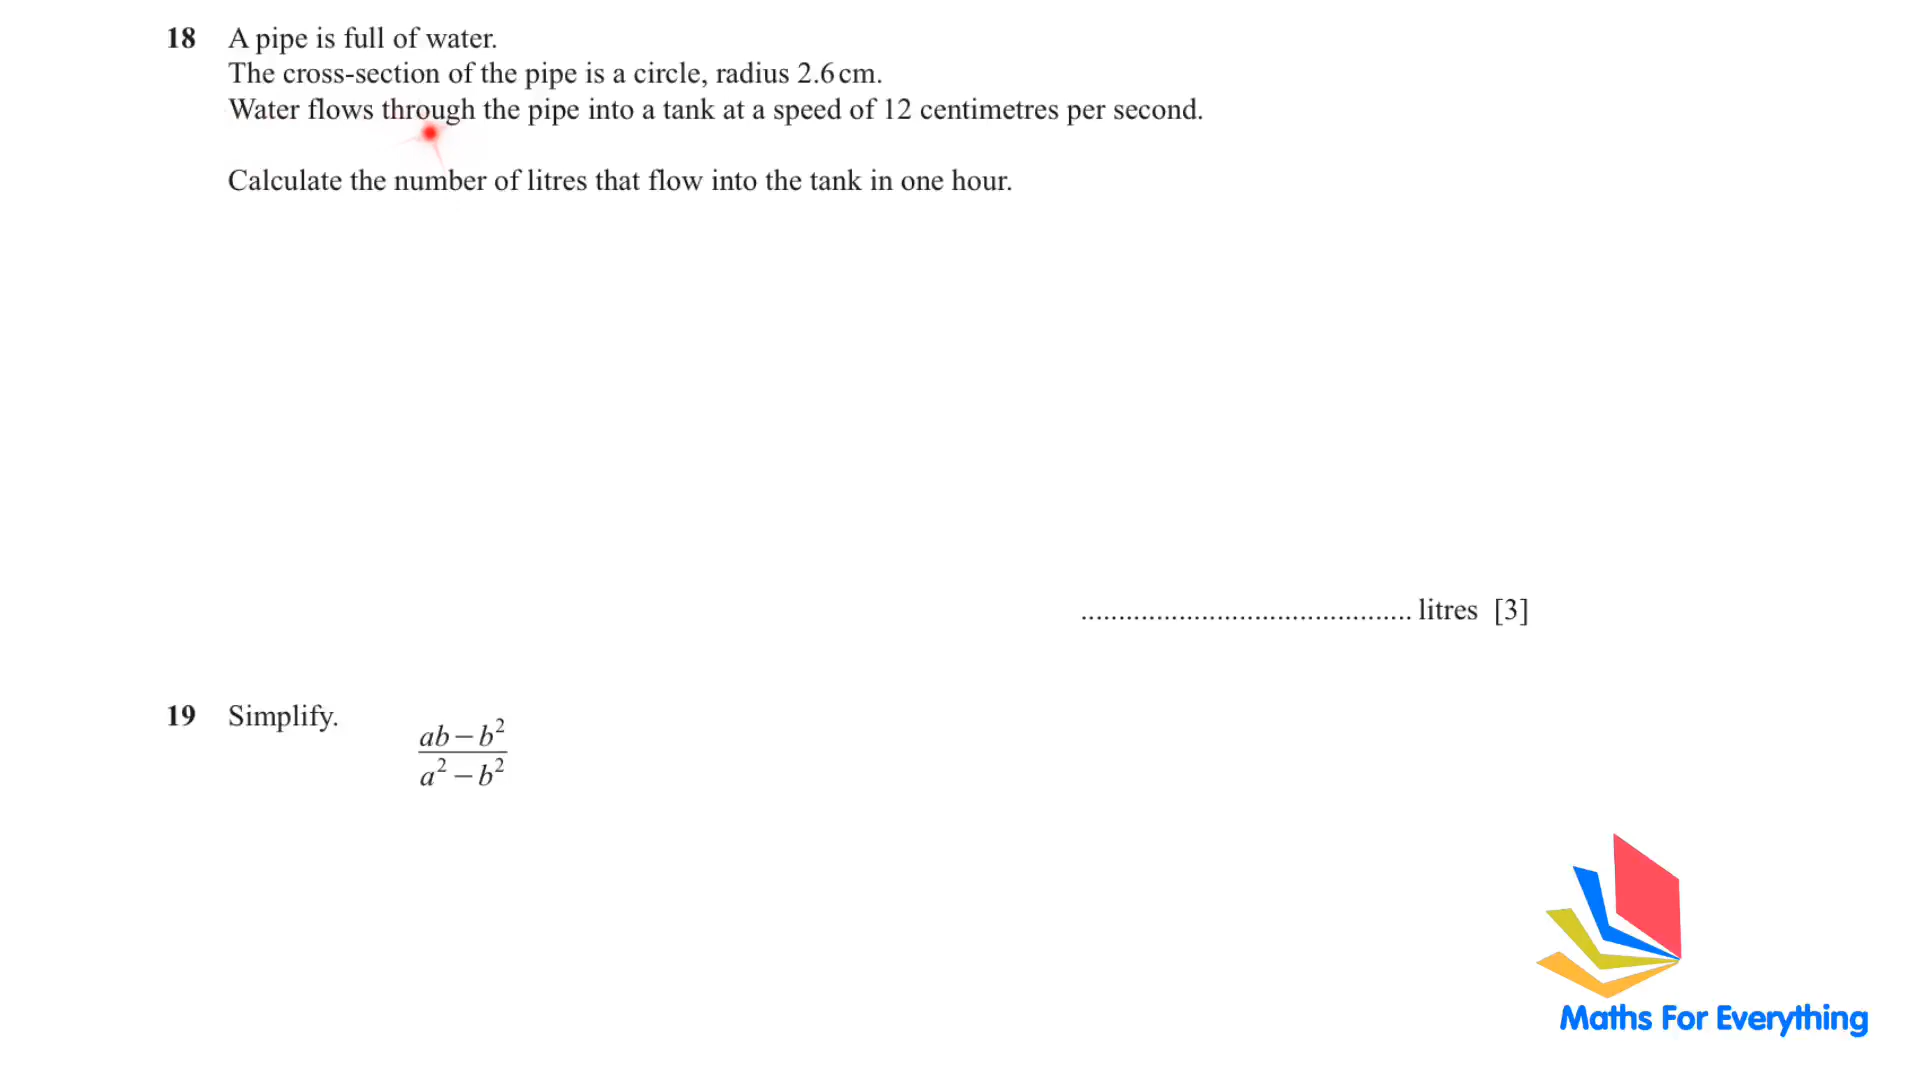 18 A pipe is full of water.
The cross-section of the pipe is a circle, radius 2.6 cm.
Water flows through the pipe into a tank at a speed of 12 centimetres per second.
Calculate the number of litres that flow into the tank in one hour.
............................................ litres [3]
19 Simplify.
ab − b²
a² − b²
Maths For Everything